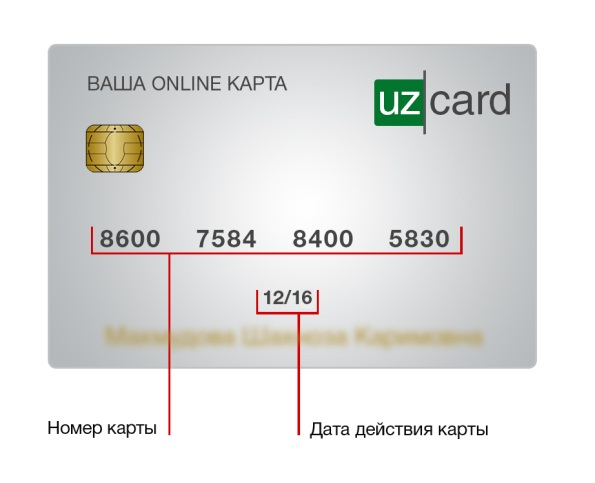 ВАША ONLINE КАРТА
uz card
8600 7584 8400 5830
12/16
Номер карты
Дата действия карты